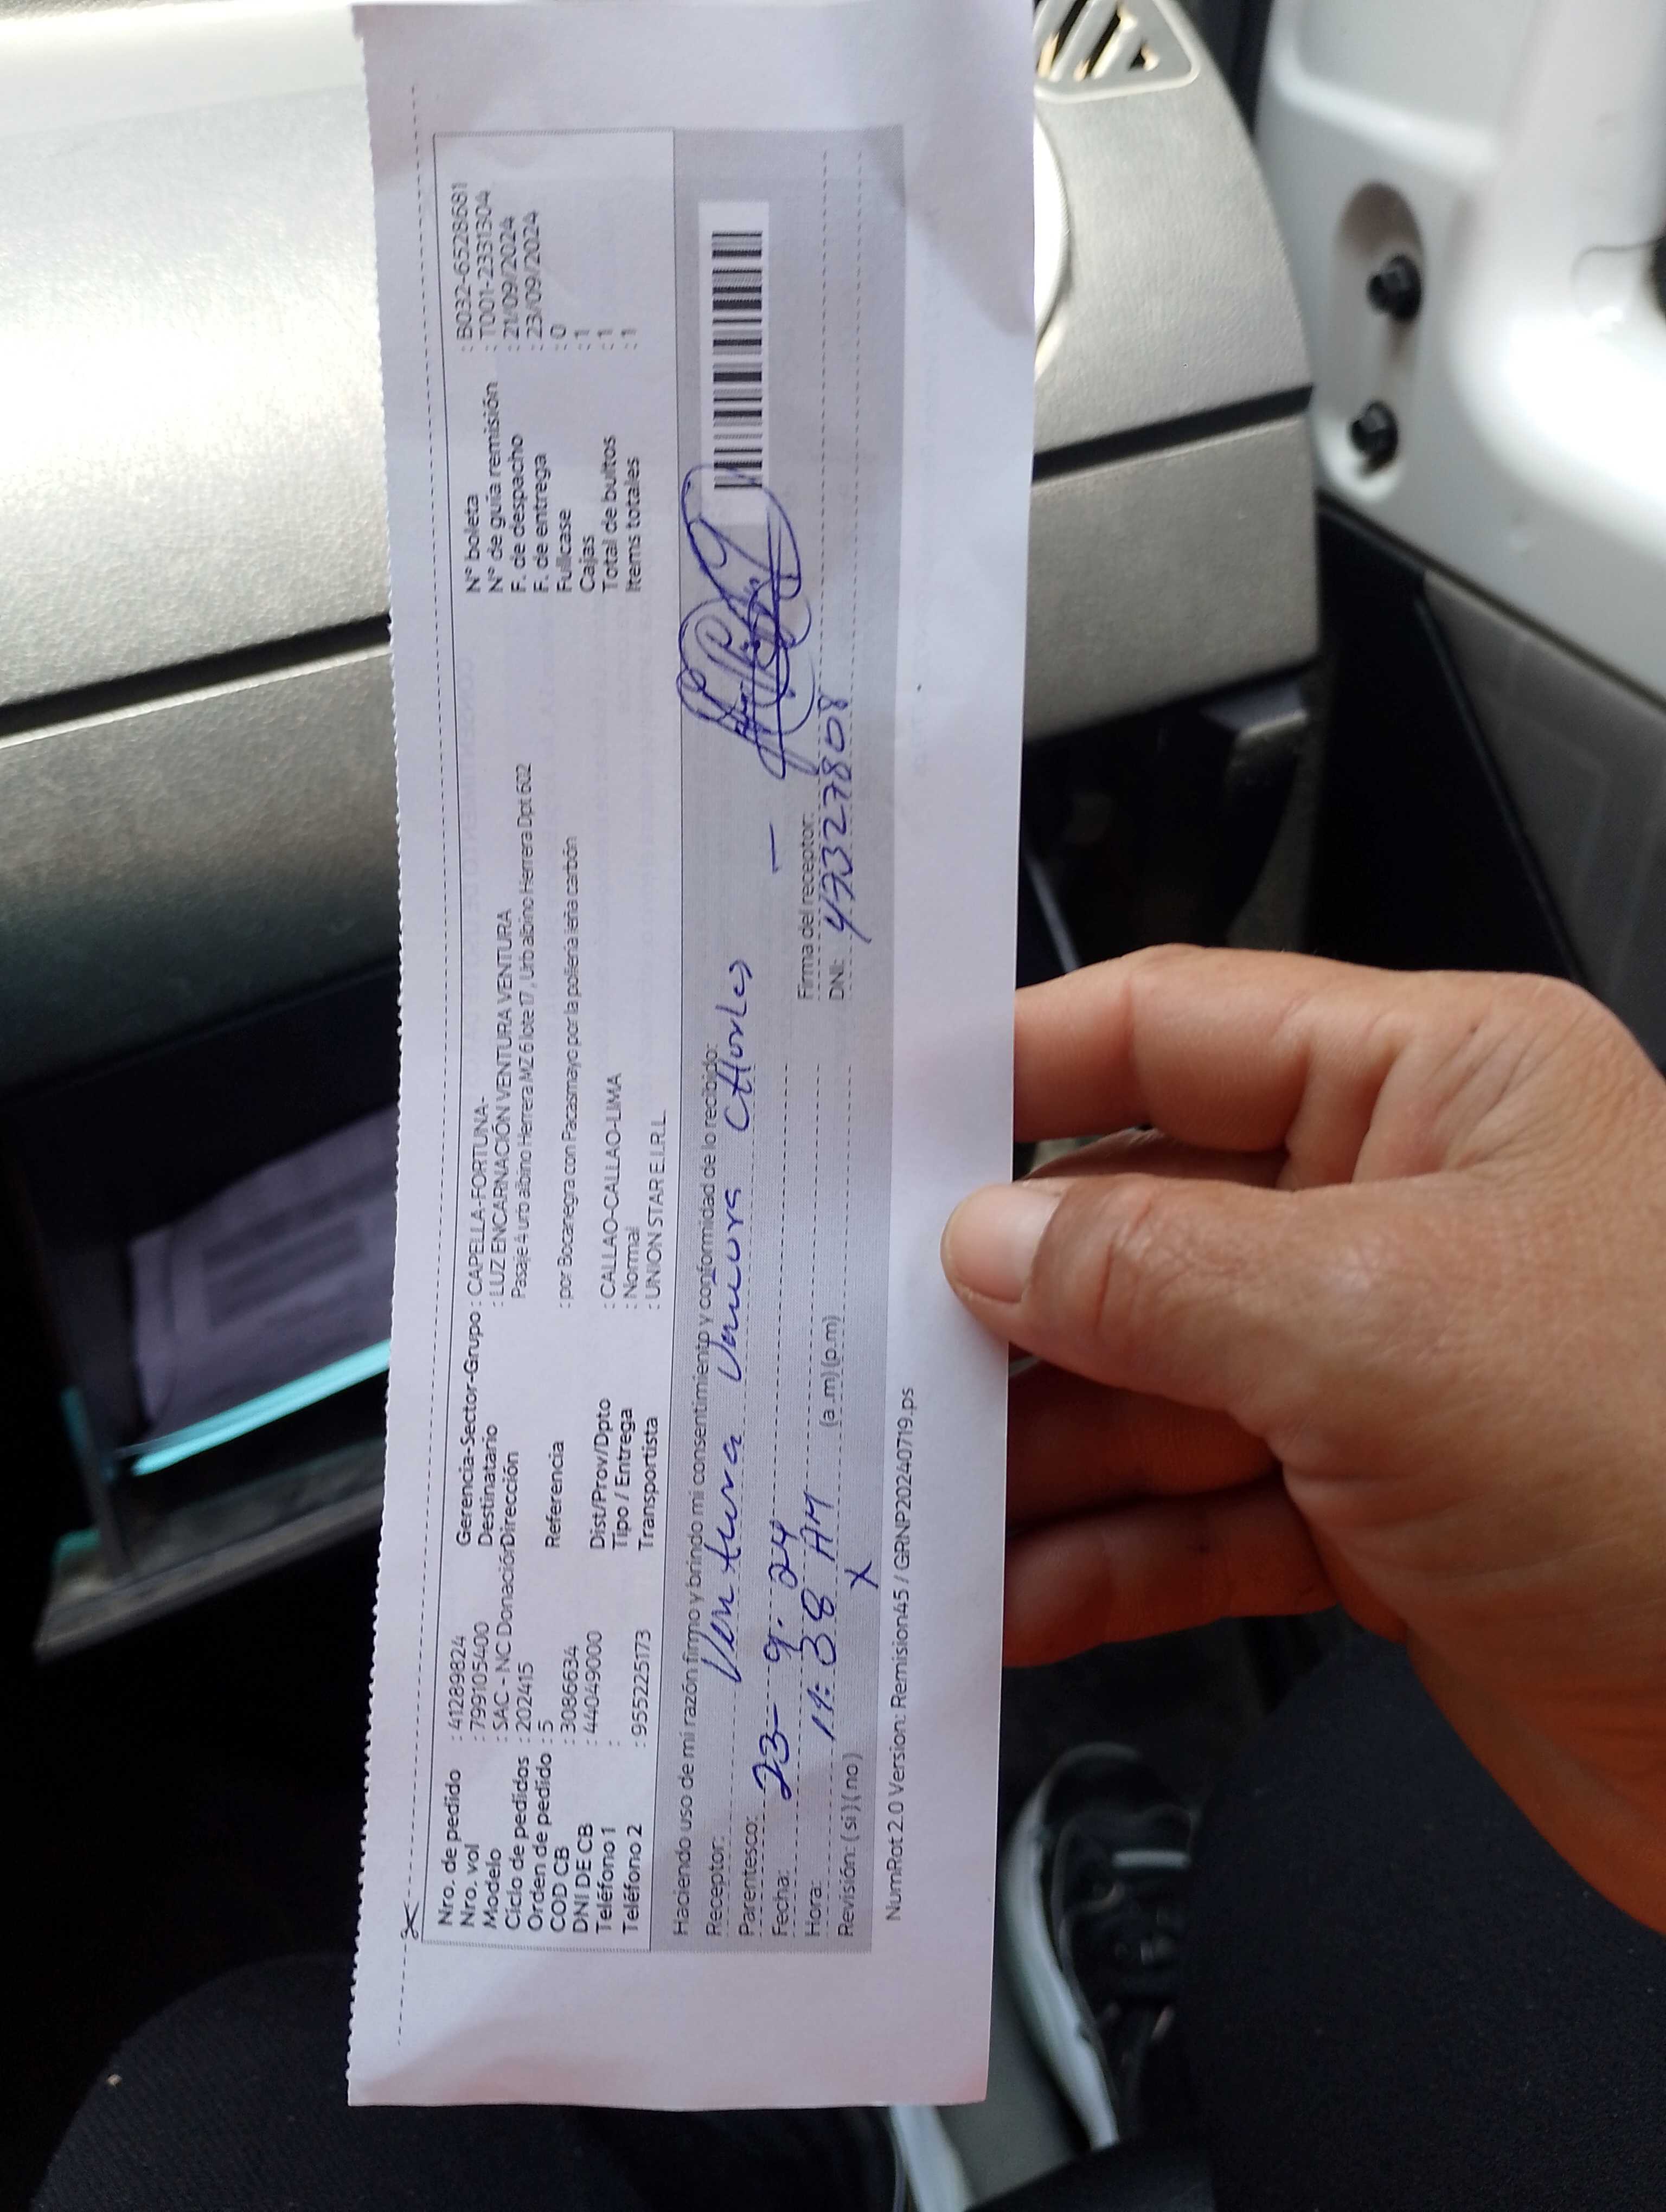 Nro. de pedido : 41289824 Gerencia-Sector-Grupo : CAPELLA-FORTUNA- N° boleta : B032-6528681
Nro. vol : 799105400 Destinatario : LUZ ENCARNACION VENTURA VENTURA N° de guía remisión : T001-2331304
Modelo : SAC - NC Donación Dirección Pasaje 4 urb albino Herrera MZ 6 lote 17, Urb albino Herrera Dpt 602 F. de despacho : 21/09/2024
Ciclo de pedidos : 202415 F. de entrega : 23/09/2024
Orden de pedido : 5 Referencia : por Bocanegra con Pacasmayo por la polleria leña carbón Fullcase : 0
COD CB : 3086634 Cajas : 1
DNI DE CB : 44049000 Dist/Prov/Dpto : CALLAO-CALLAO-LIMA Total de bultos : 1
Teléfono 1 : Tipo / Entrega : Normal Items totales : 1
Teléfono 2 : 955225173 Transportista : UNION STAR E.I.R.L.
Haciendo uso de mi razón firmo y brindo mi consentimiento y conformidad de lo recibido:
Receptor: Ventura
Parentesco:
Fecha: 23- 9. 24
Hora: 11:38 AM (a.m) (p.m) Firma del receptor:
Revisión: ( si ) ( no ) X DNI: 47327808
NumRot 2.0 Version: Remision45 / GRNP20240719.ps